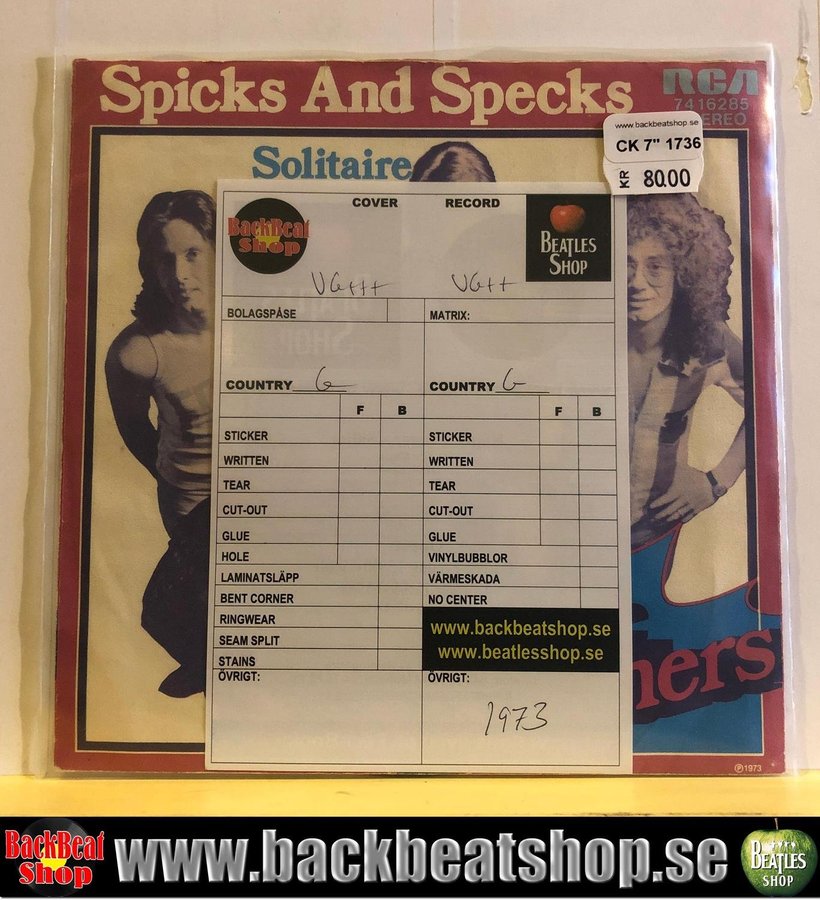 Spicks And Specks
RCA
7416285
STEREO
www.backbeatshop.se
CK 7" 1736
KR 80.00
Solitaire
COVER RECORD
BackBeat
Shop
BEATLES
SHOP
VG+++ VG++
BOLAGSPÅSE MATRIX:
COUNTRY G COUNTRY G
F B F B
STICKER STICKER
WRITTEN WRITTEN
TEAR TEAR
CUT-OUT CUT-OUT
GLUE GLUE
HOLE VINYLBUBBLOR
LAMINATSLÄPP VÄRMESKADA
BENT CORNER NO CENTER
RINGWEAR
SEAM SPLIT
STAINS
www.backbeatshop.se
www.beatlesshop.se
ÖVRIGT: ÖVRIGT:
1973
ners
℗1973
BackBeat
Shop
www.backbeatshop.se
BEATLES
SHOP